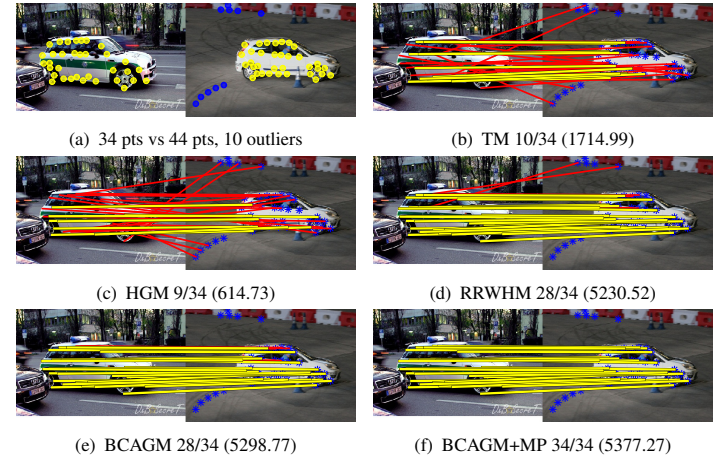 (a) 34 pts vs 44 pts, 10 outliers
(b) TM 10/34 (1714.99)
(c) HGM 9/34 (614.73)
(d) RRWHM 28/34 (5230.52)
(e) BCAGM 28/34 (5298.77)
(f) BCAGM+MP 34/34 (5377.27)